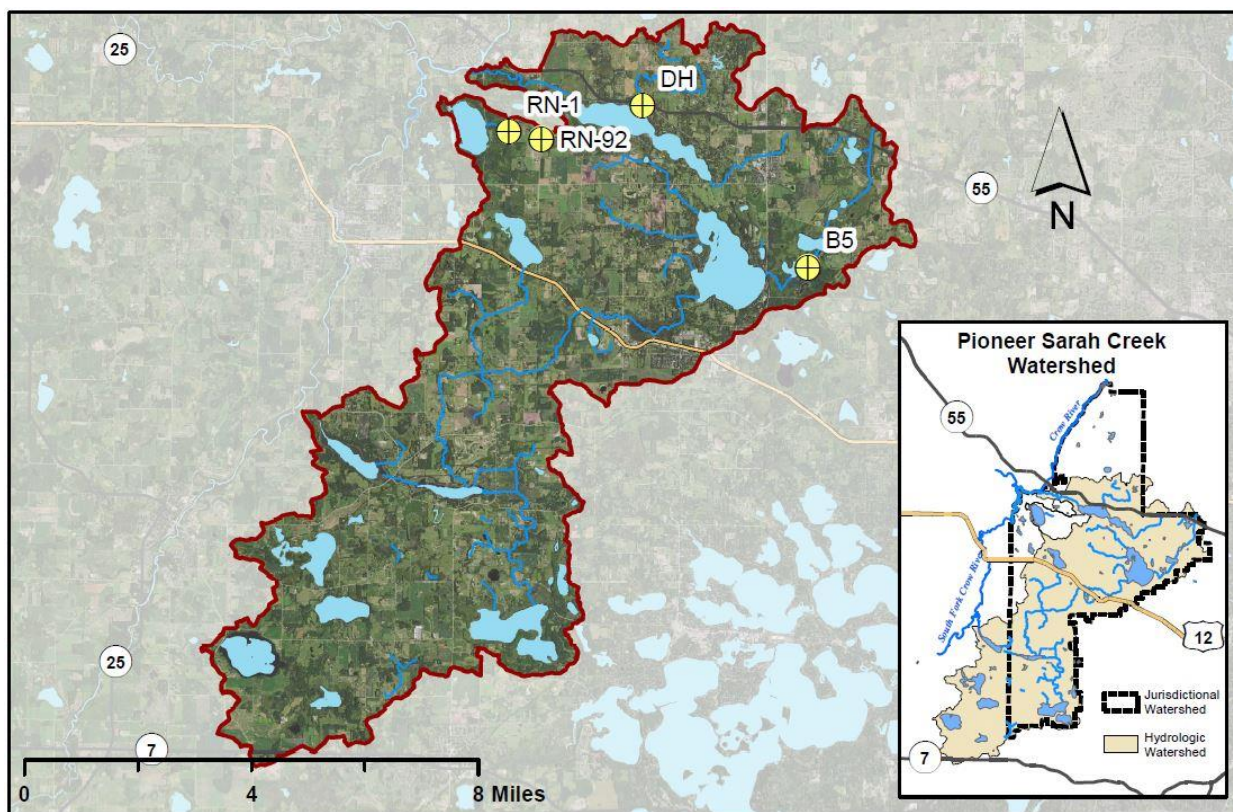 25
DH
RN-1
RN-92
55
N
B5
25
7
0
4
8 Miles
Pioneer Sarah Creek
Watershed
55
Crow River
South Fork Crow River
12
Jurisdictional
Watershed
Hydrologic
Watershed
7